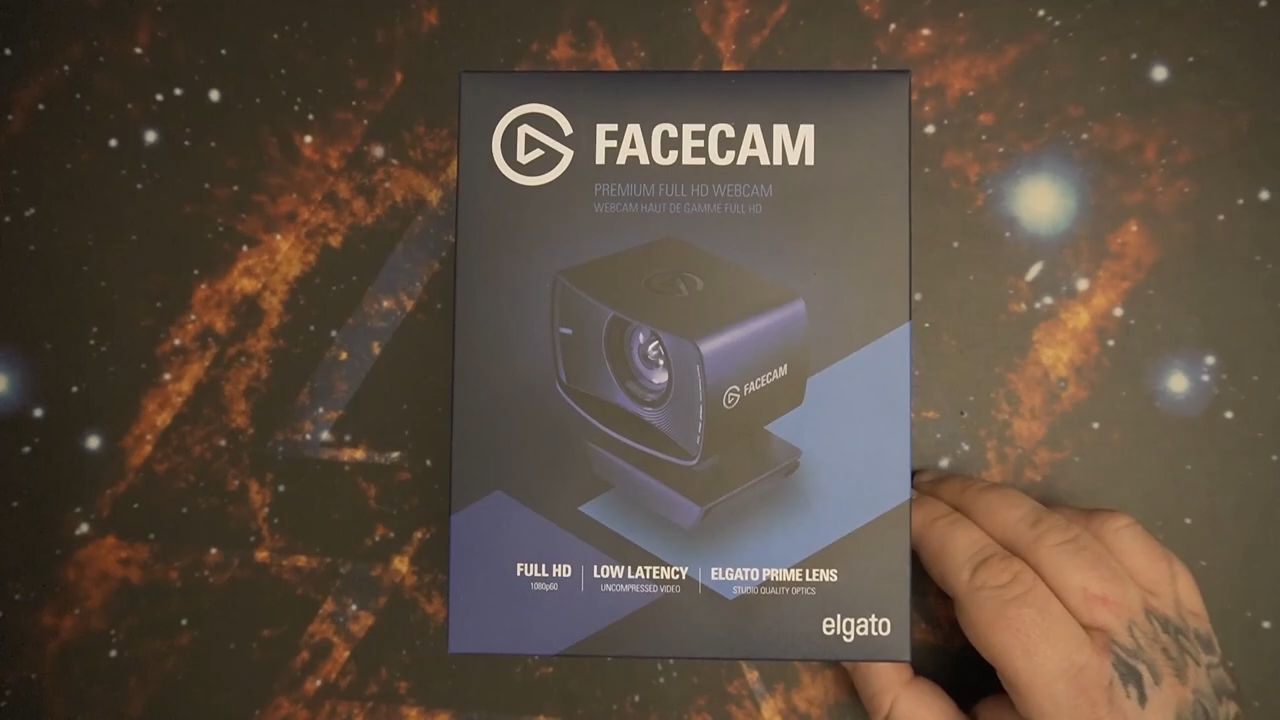 FACECAM
PREMIUM FULL HD WEBCAM
WEBCAM HAUT DE GAMME FULL HD
FACECAM
FULL HD
1080p60
LOW LATENCY
UNCOMPRESSED VIDEO
ELGATO PRIME LENS
STUDIO QUALITY OPTICS
elgato